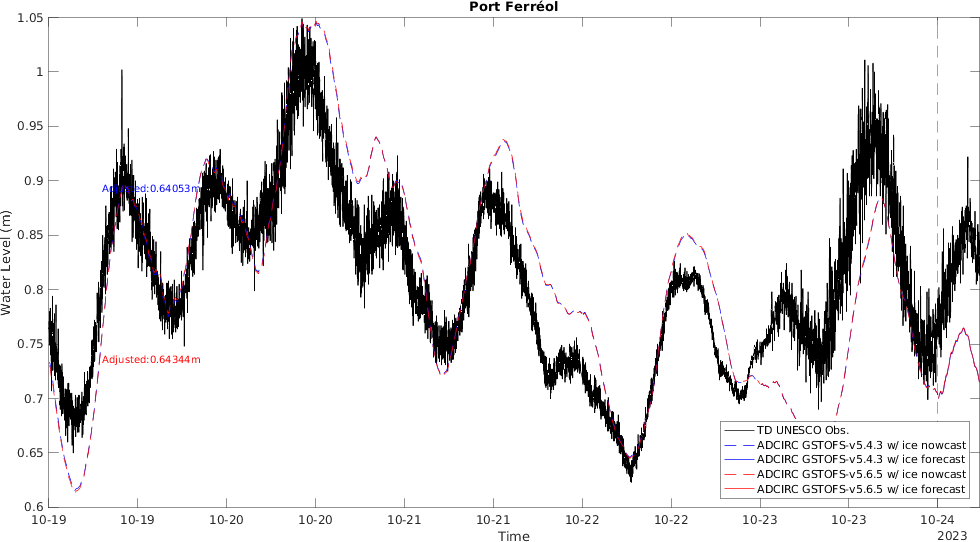 Port Ferréol
Water Level (m)
1.05
1
0.95
0.9
0.85
0.8
0.75
0.7
0.65
0.6
Adjusted:0.64053m
Adjusted:0.64344m
TD UNESCO Obs.
ADCIRC GSTOFS-v5.4.3 w/ ice nowcast
ADCIRC GSTOFS-v5.4.3 w/ ice forecast
ADCIRC GSTOFS-v5.6.5 w/ ice nowcast
ADCIRC GSTOFS-v5.6.5 w/ ice forecast
10-19 10-19 10-20 10-20 10-21 10-21 10-22 10-22 10-23 10-23 10-24
2023
Time